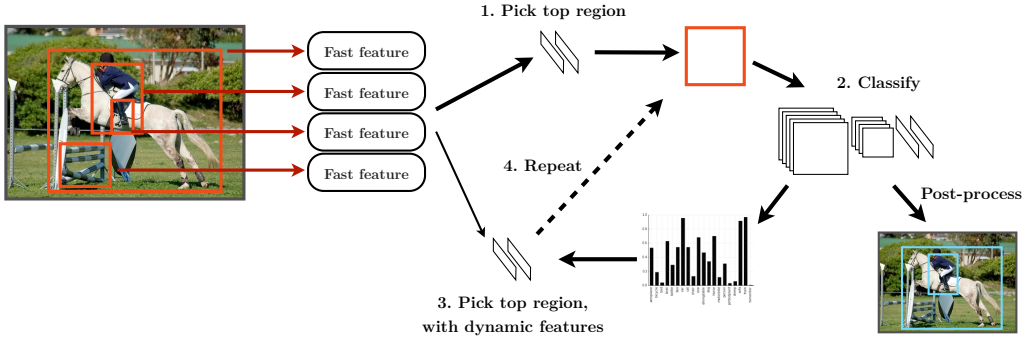 1. Pick top region
Fast feature
Fast feature
Fast feature
Fast feature
2. Classify
4. Repeat
Post-process
3. Pick top region,
with dynamic features